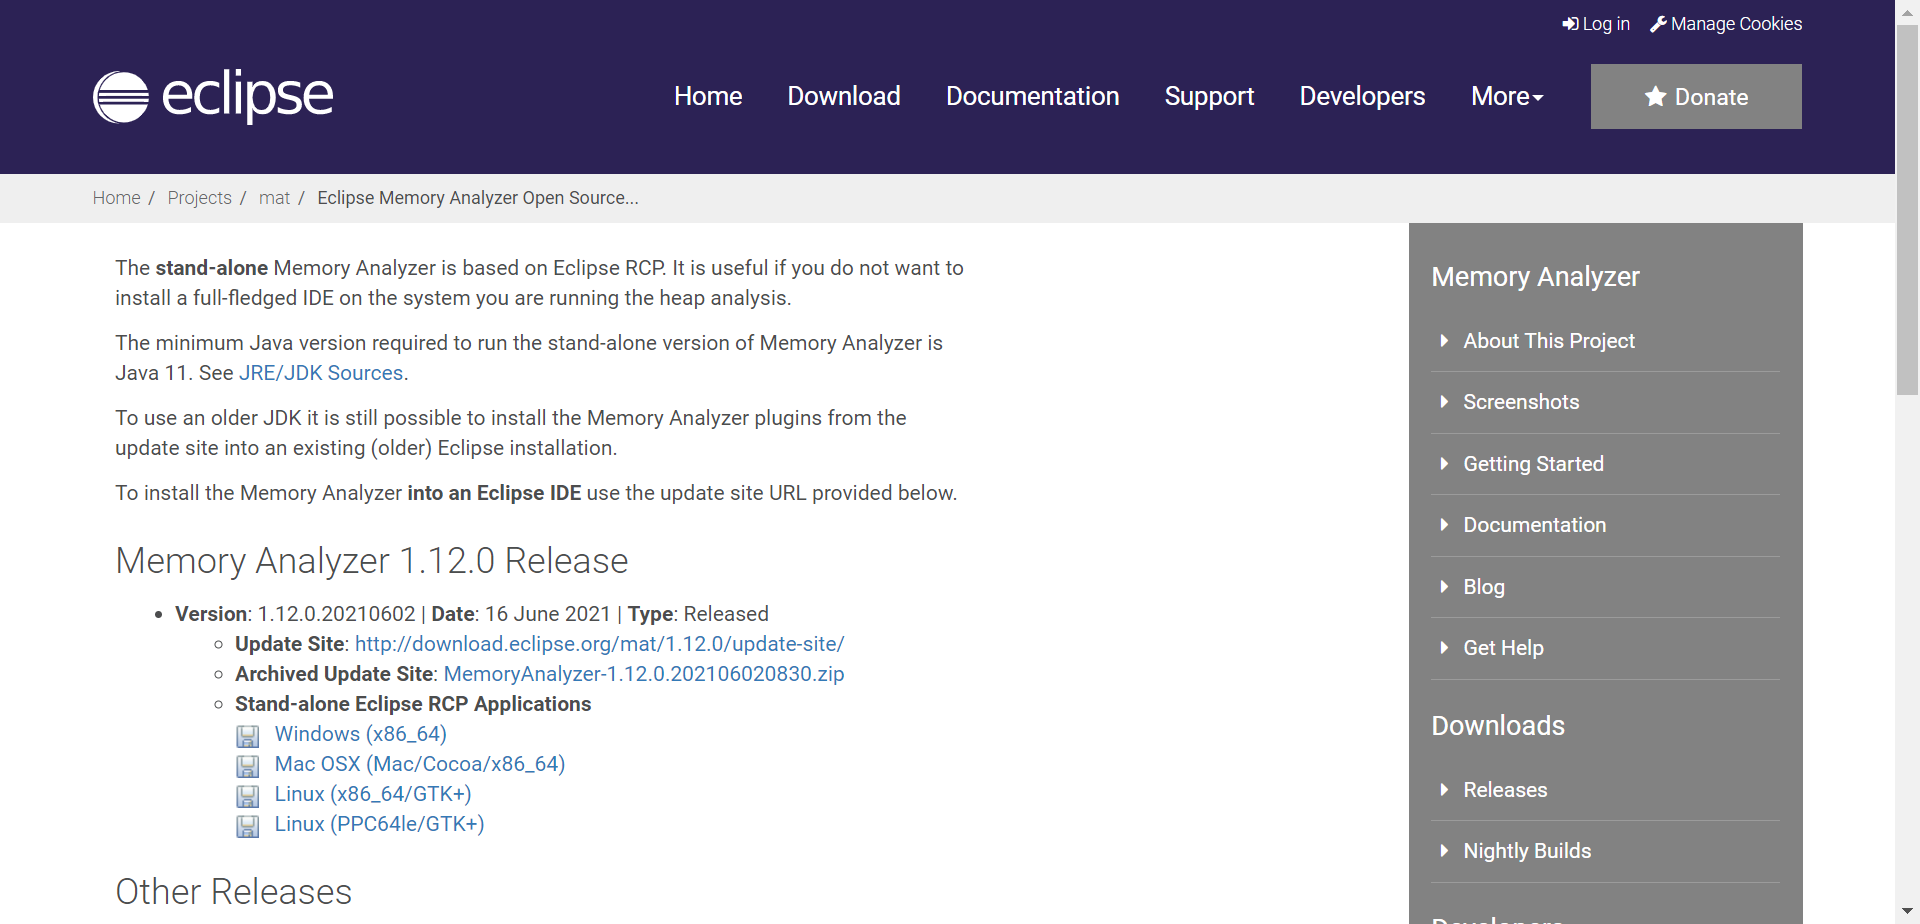 Log in Manage Cookies
eclipse
Home Download Documentation Support Developers More Donate
Home / Projects / mat / Eclipse Memory Analyzer Open Source...
The stand-alone Memory Analyzer is based on Eclipse RCP. It is useful if you do not want to
install a full-fledged IDE on the system you are running the heap analysis.
The minimum Java version required to run the stand-alone version of Memory Analyzer is
Java 11. See JRE/JDK Sources.
To use an older JDK it is still possible to install the Memory Analyzer plugins from the
update site into an existing (older) Eclipse installation.
To install the Memory Analyzer into an Eclipse IDE use the update site URL provided below.
Memory Analyzer 1.12.0 Release
Version: 1.12.0.20210602 | Date: 16 June 2021 | Type: Released
Update Site: http://download.eclipse.org/mat/1.12.0/update-site/
Archived Update Site: MemoryAnalyzer-1.12.0.202106020830.zip
Stand-alone Eclipse RCP Applications
Windows (x86_64)
Mac OSX (Mac/Cocoa/x86_64)
Linux (x86_64/GTK+)
Linux (PPC64le/GTK+)
Other Releases
Memory Analyzer
About This Project
Screenshots
Getting Started
Documentation
Blog
Get Help
Downloads
Releases
Nightly Builds